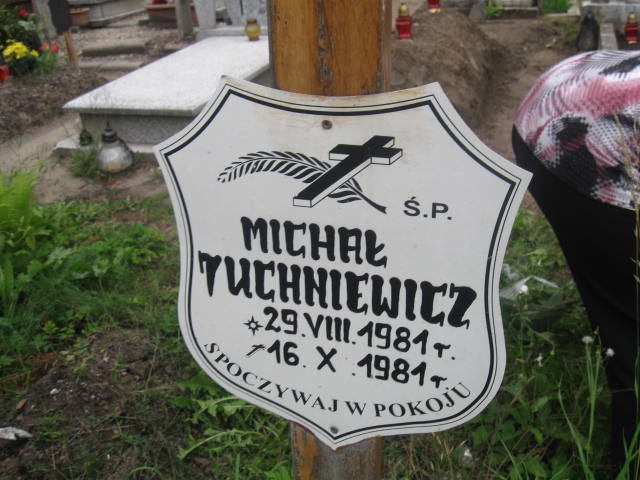 Ś.P.
MICHAŁ
TUCHNIEWICZ
*29.VIII.1981 r.
†16. X .1981 r.
SPOCZYWAJ W POKOJU